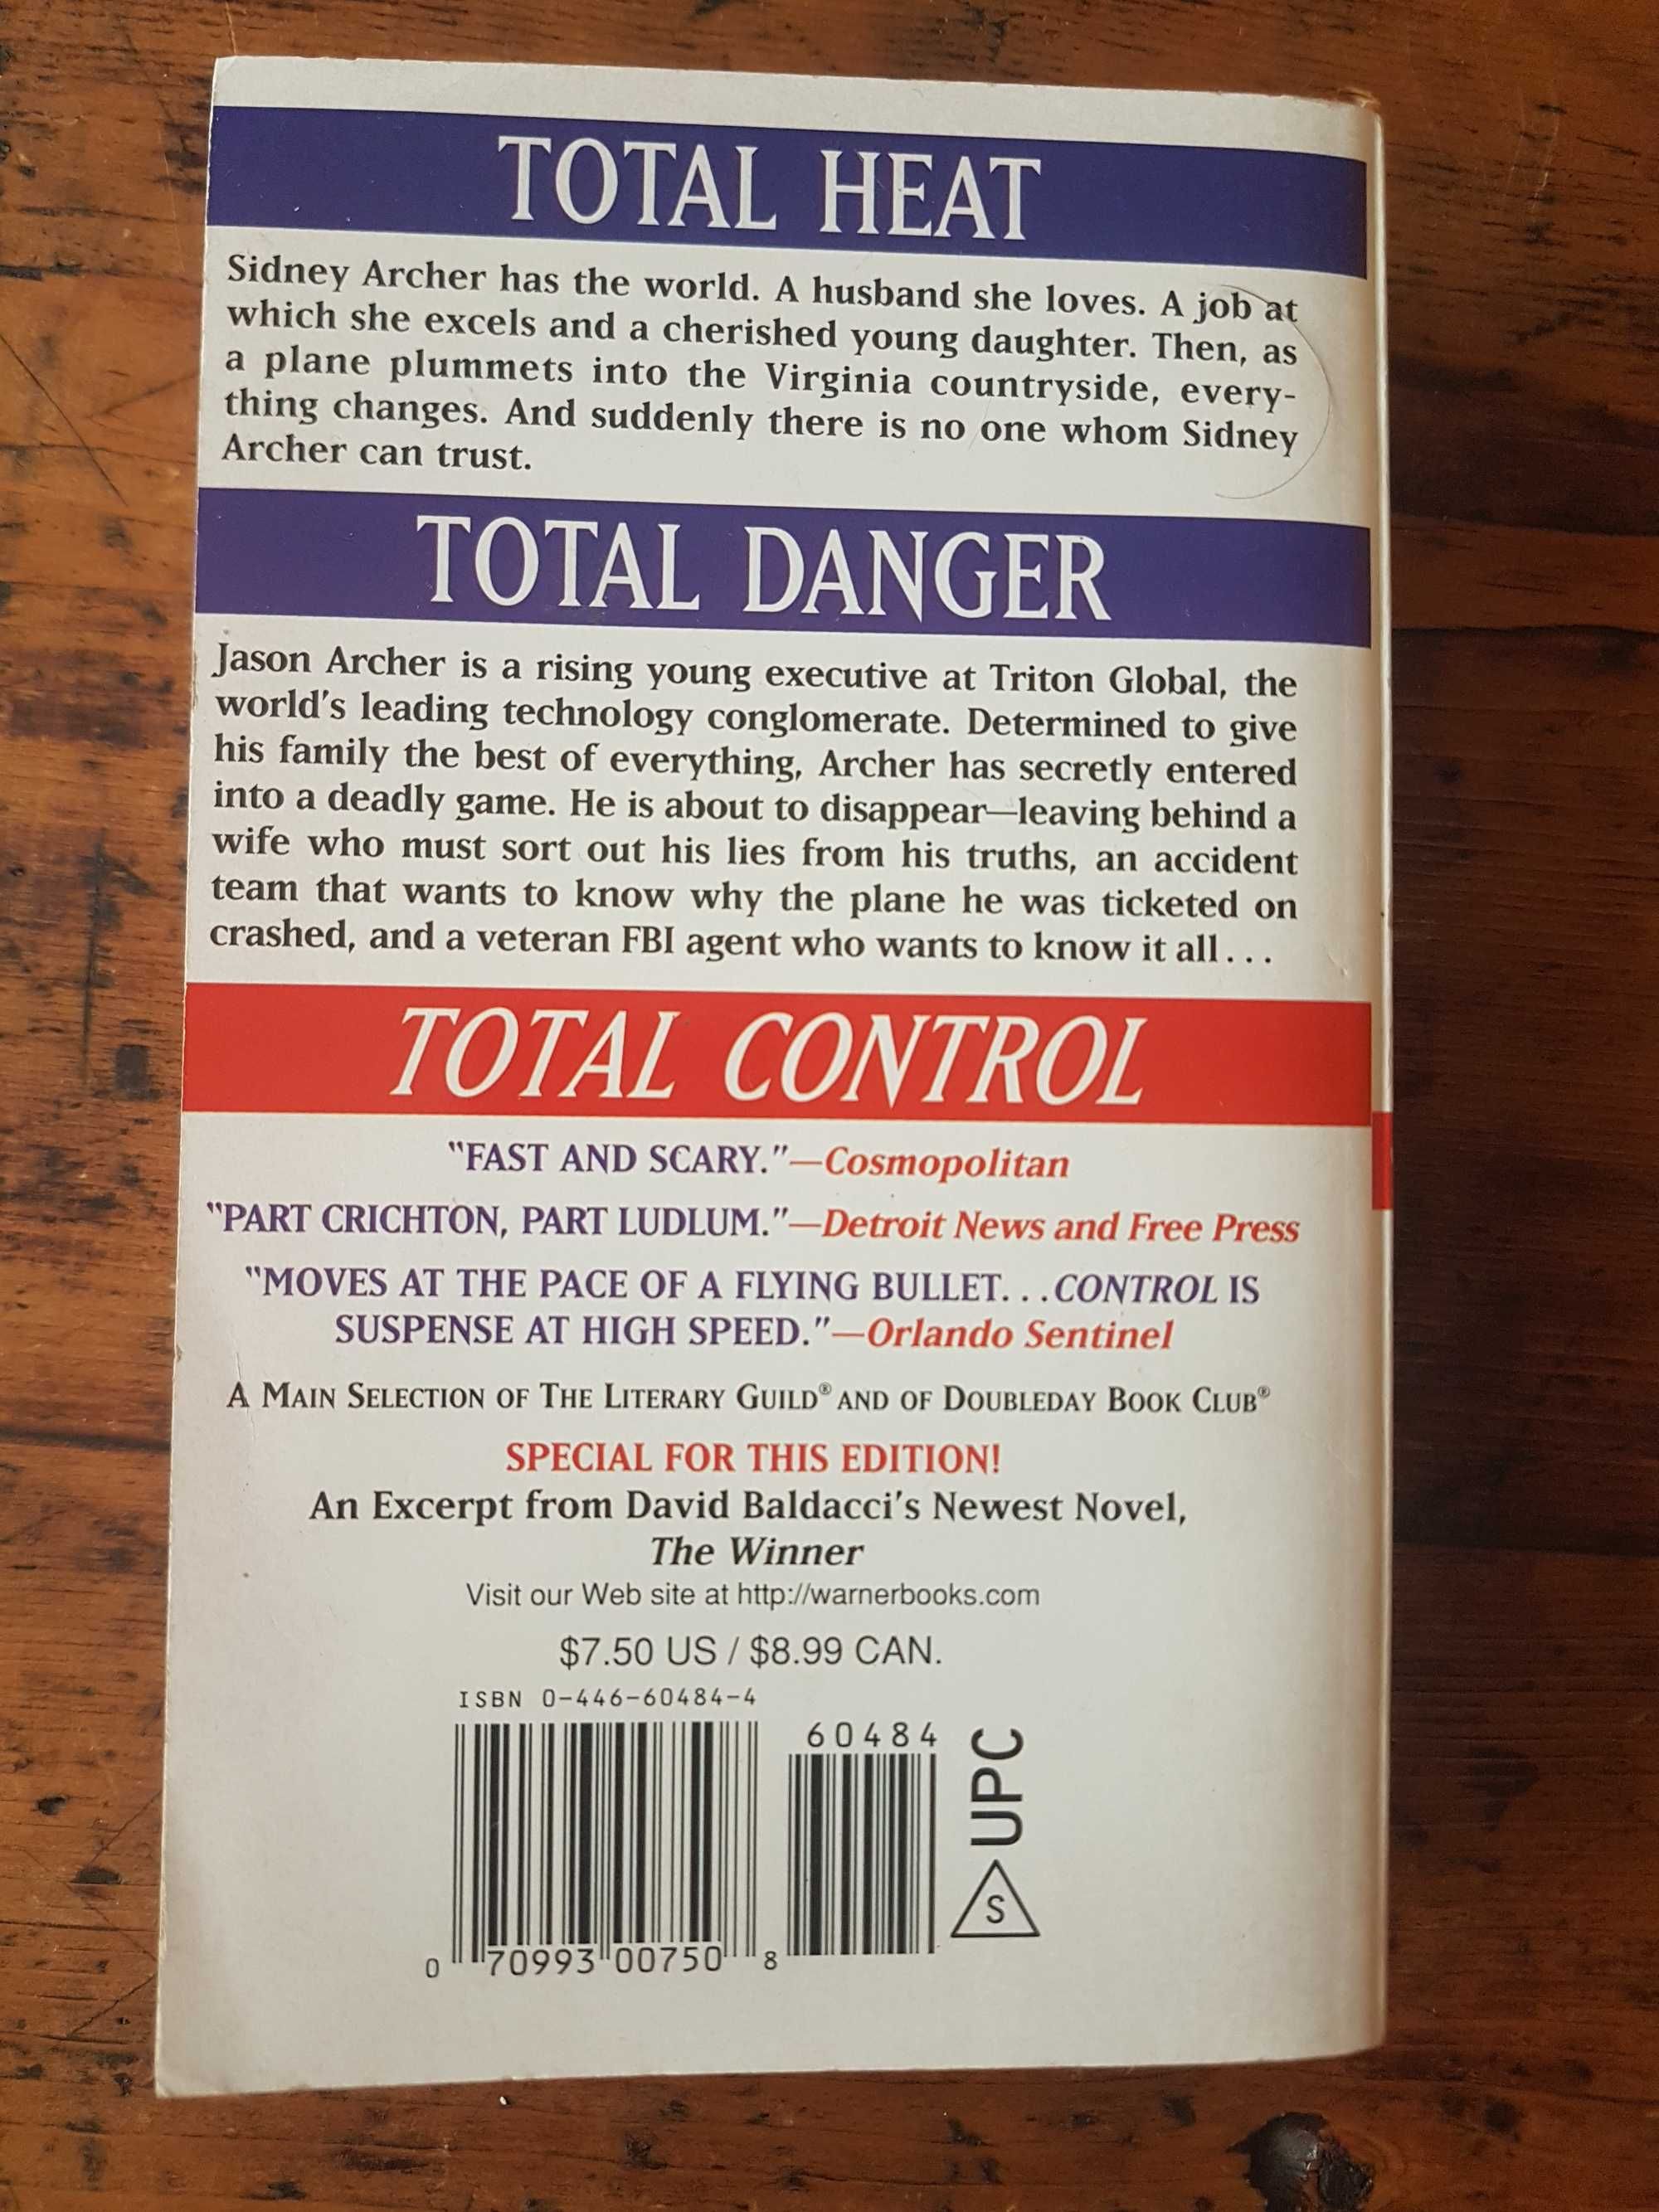 TOTAL HEAT
Sidney Archer has the world. A husband she loves. A job at
which she excels and a cherished young daughter. Then, as
a plane plummets into the Virginia countryside, every-
thing changes. And suddenly there is no one whom Sidney
Archer can trust.
TOTAL DANGER
Jason Archer is a rising young executive at Triton Global, the
world's leading technology conglomerate. Determined to give
his family the best of everything, Archer has secretly entered
into a deadly game. He is about to disappear—leaving behind a
wife who must sort out his lies from his truths, an accident
team that wants to know why the plane he was ticketed on
crashed, and a veteran FBI agent who wants to know it all...
TOTAL CONTROL
"FAST AND SCARY."—Cosmopolitan
"PART CRICHTON, PART LUDLUM."—Detroit News and Free Press
"MOVES AT THE PACE OF A FLYING BULLET...CONTROL IS
SUSPENSE AT HIGH SPEED."—Orlando Sentinel
A MAIN SELECTION OF THE LITERARY GUILD® AND OF DOUBLEDAY BOOK CLUB®
SPECIAL FOR THIS EDITION!
An Excerpt from David Baldacci's Newest Novel,
The Winner
Visit our Web site at http://warnerbooks.com
$7.50 US / $8.99 CAN.
ISBN 0-446-60484-4
60484
UPC
S
0 70993 00750 8